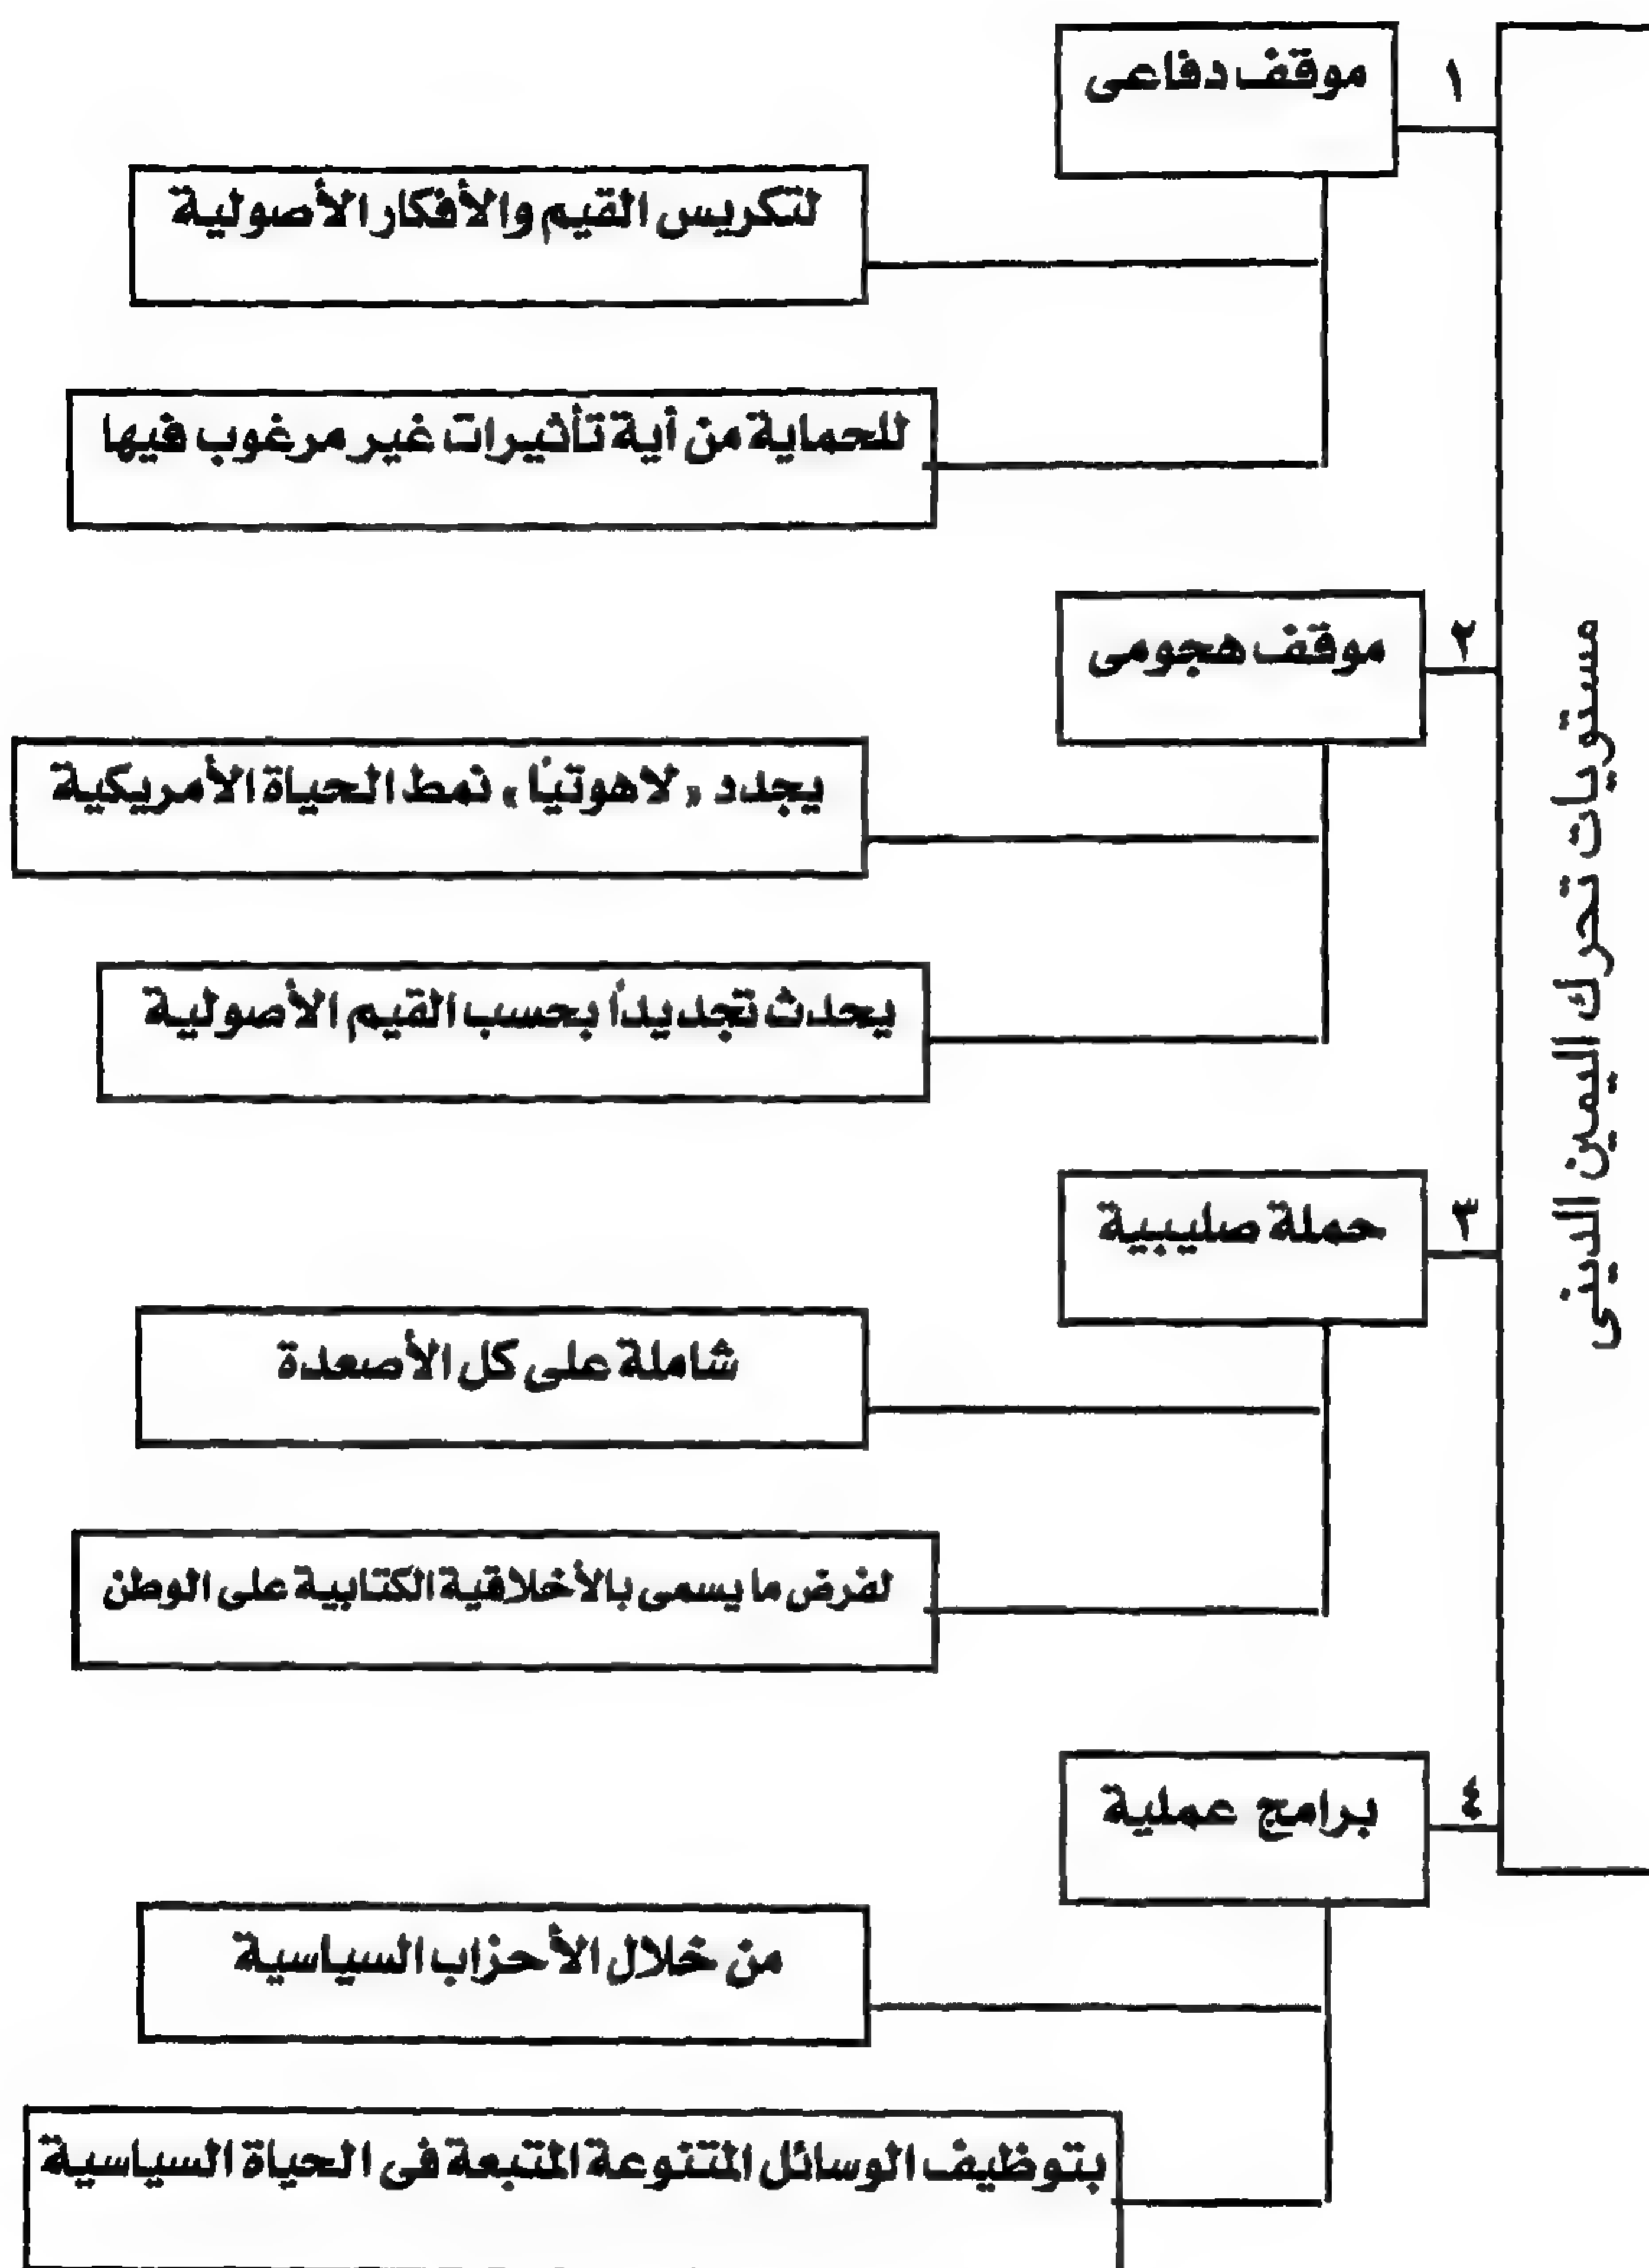 مستويات تحرك اليمين الدينى
١
موقف دفاعى
لتكريس القيم والأفكار الأصولية
للحماية من أية تأثيرات غير مرغوب فيها
٢
موقف هجومى
يجدد «لاهوتيًا» نمط الحياة الأمريكية
يحدث تجديداً بحسب القيم الأصولية
٣
حملة صليبية
شاملة على كل الأصعدة
لفرض ما يسمى بالأخلاقية الكتابية على الوطن
٤
برامج عملية
من خلال الأحزاب السياسية
بتوظيف الوسائل المتنوعة المتبعة فى الحياة السياسية